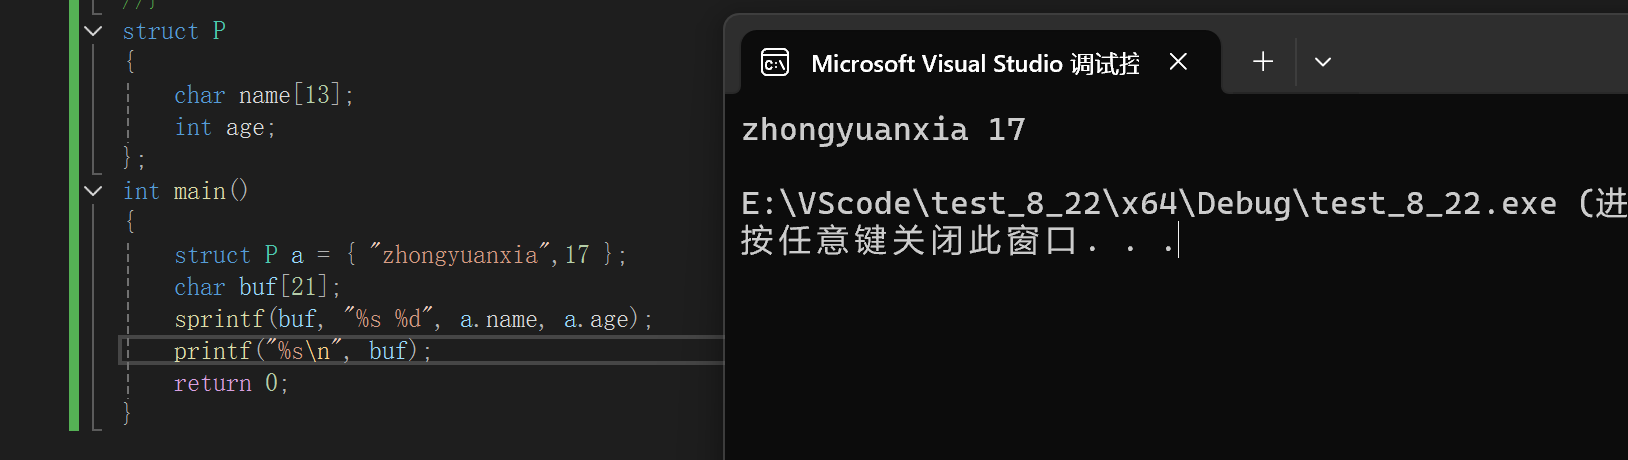 //}
struct P
{
char name[13];
int age;
};
int main()
{
struct P a = { "zhongyuanxia",17 };
char buf[21];
sprintf(buf, "%s %d", a.name, a.age);
printf("%s\n", buf);
return 0;
}
Microsoft Visual Studio 调试控
zhongyuanxia 17
E:\VScode\test_8_22\x64\Debug\test_8_22.exe (进
按任意键关闭此窗口. . .